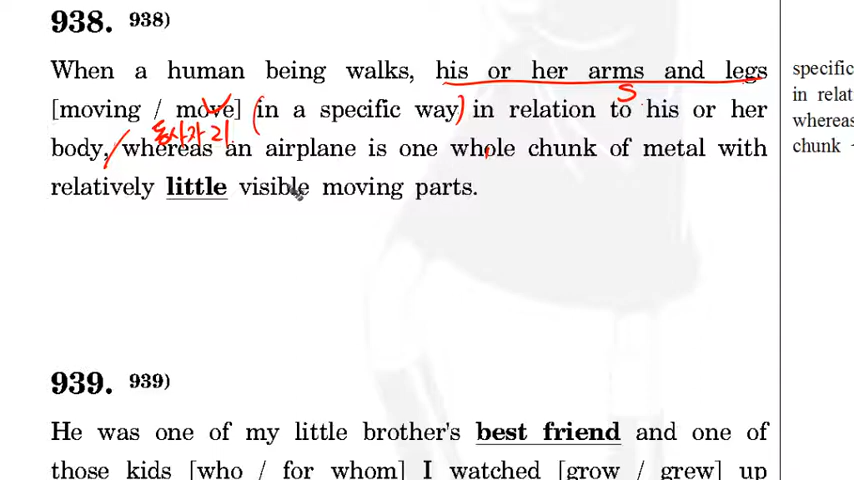 938. 938)
When a human being walks, his or her arms and legs specific
S
[moving / move] (in a specific way) in relation to his or her in relat
동사자리
body, / whereas an airplane is one whole chunk of metal with whereas
relatively little visible moving parts. chunk
939. 939)
He was one of my little brother's best friend and one of
those kids [who / for whom] I watched [grow / grew] up